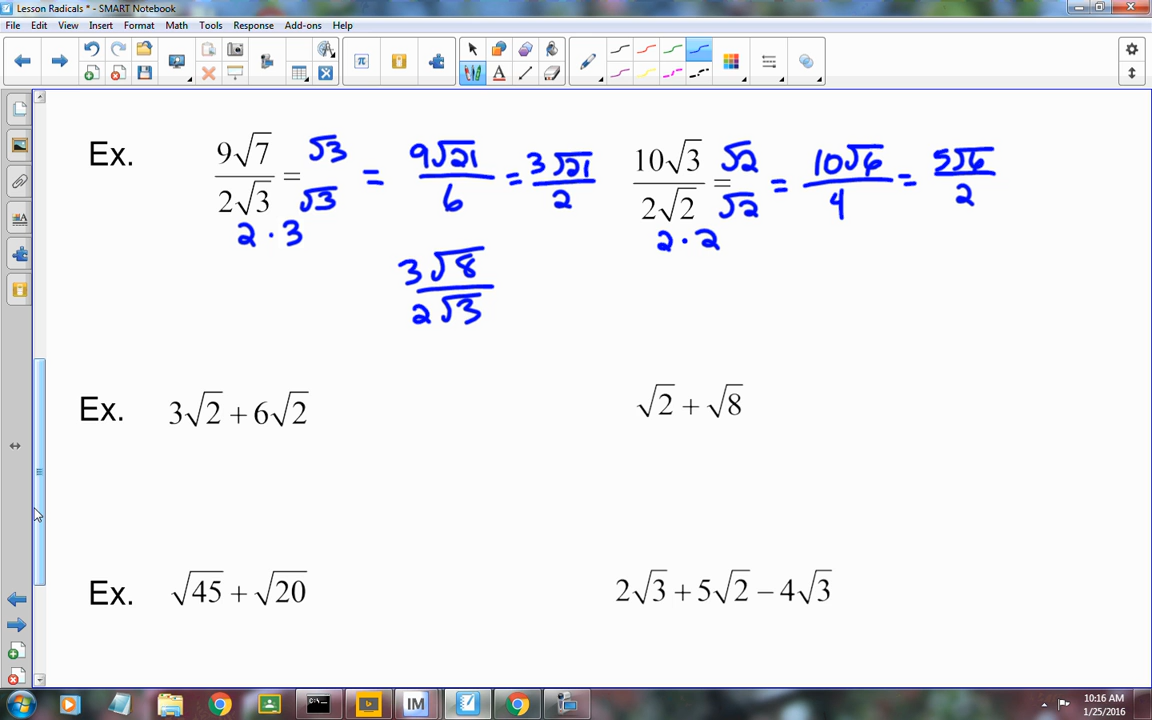 Lesson Radicals * - SMART Notebook
File Edit View Insert Format Math Tools Response Add-ons Help
Ex. 9√7 / 2√3 = √3 / √3 = 9√21 / 6 = 3√21 / 2
2 · 3
10√3 / 2√2 = √2 / √2 = 10√6 / 4 = 5√6 / 2
2 · 2
3√8 / 2√3
Ex. 3√2 + 6√2
√2 + √8
Ex. √45 + √20
2√3 + 5√2 − 4√3
IM
10:16 AM
1/25/2016